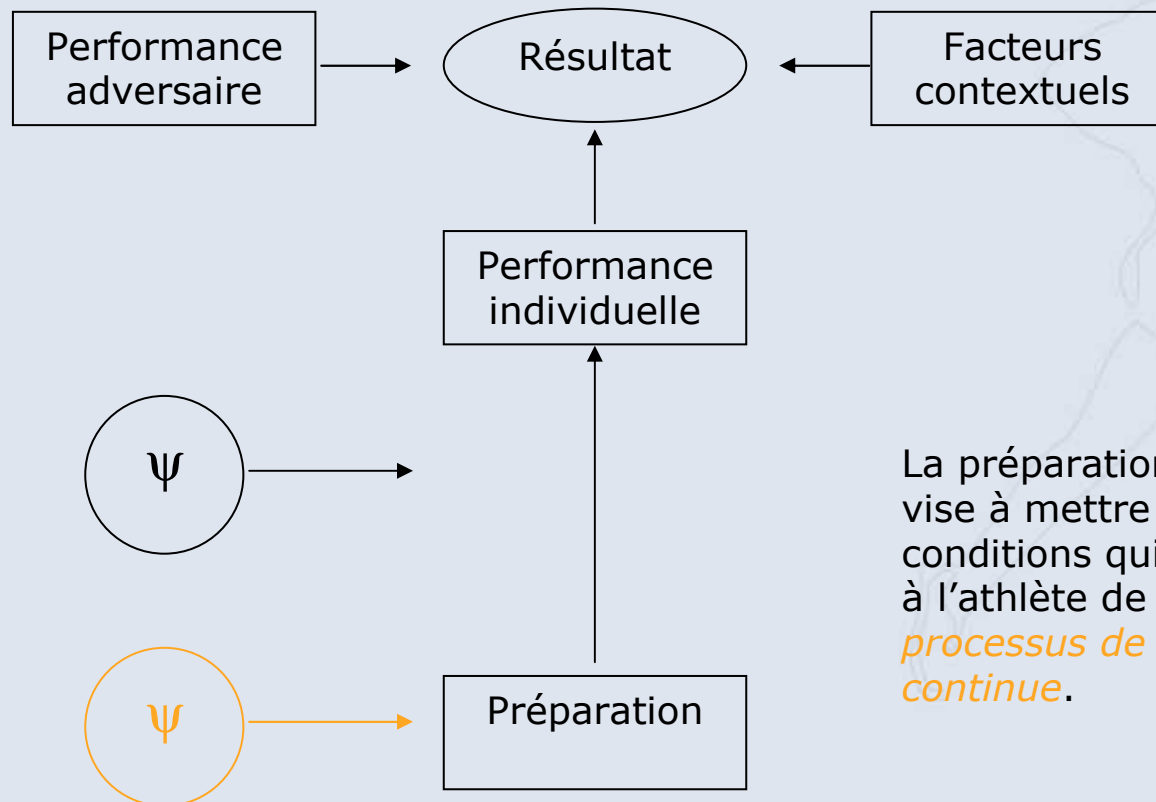 Performance
adversaire
Résultat
Facteurs
contextuels
Performance
individuelle
ψ
La préparation
vise à mettre
conditions qui
à l’athlète de
processus de
continue.
ψ
Préparation